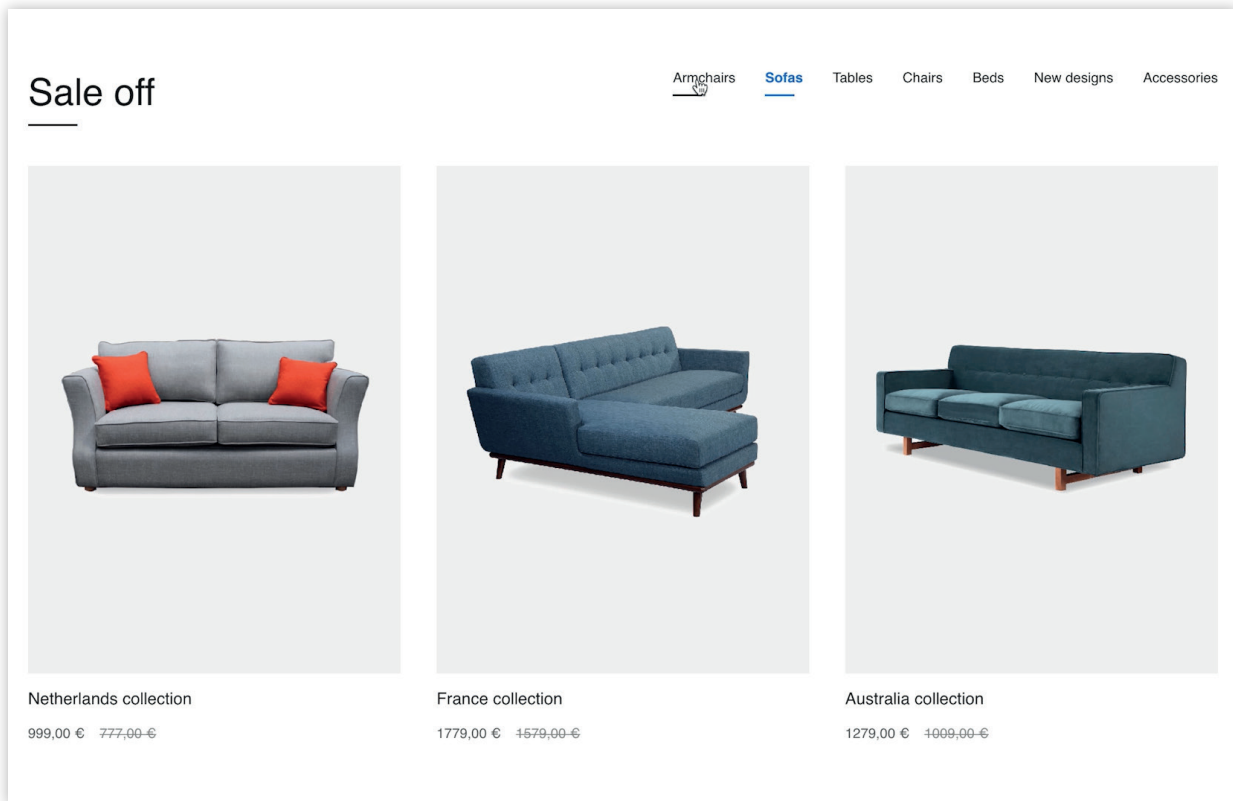 Sale off
Armchairs Sofas Tables Chairs Beds New designs Accessories
Netherlands collection
999,00 € 777,00 €
France collection
1779,00 € 1579,00 €
Australia collection
1279,00 € 1009,00 €